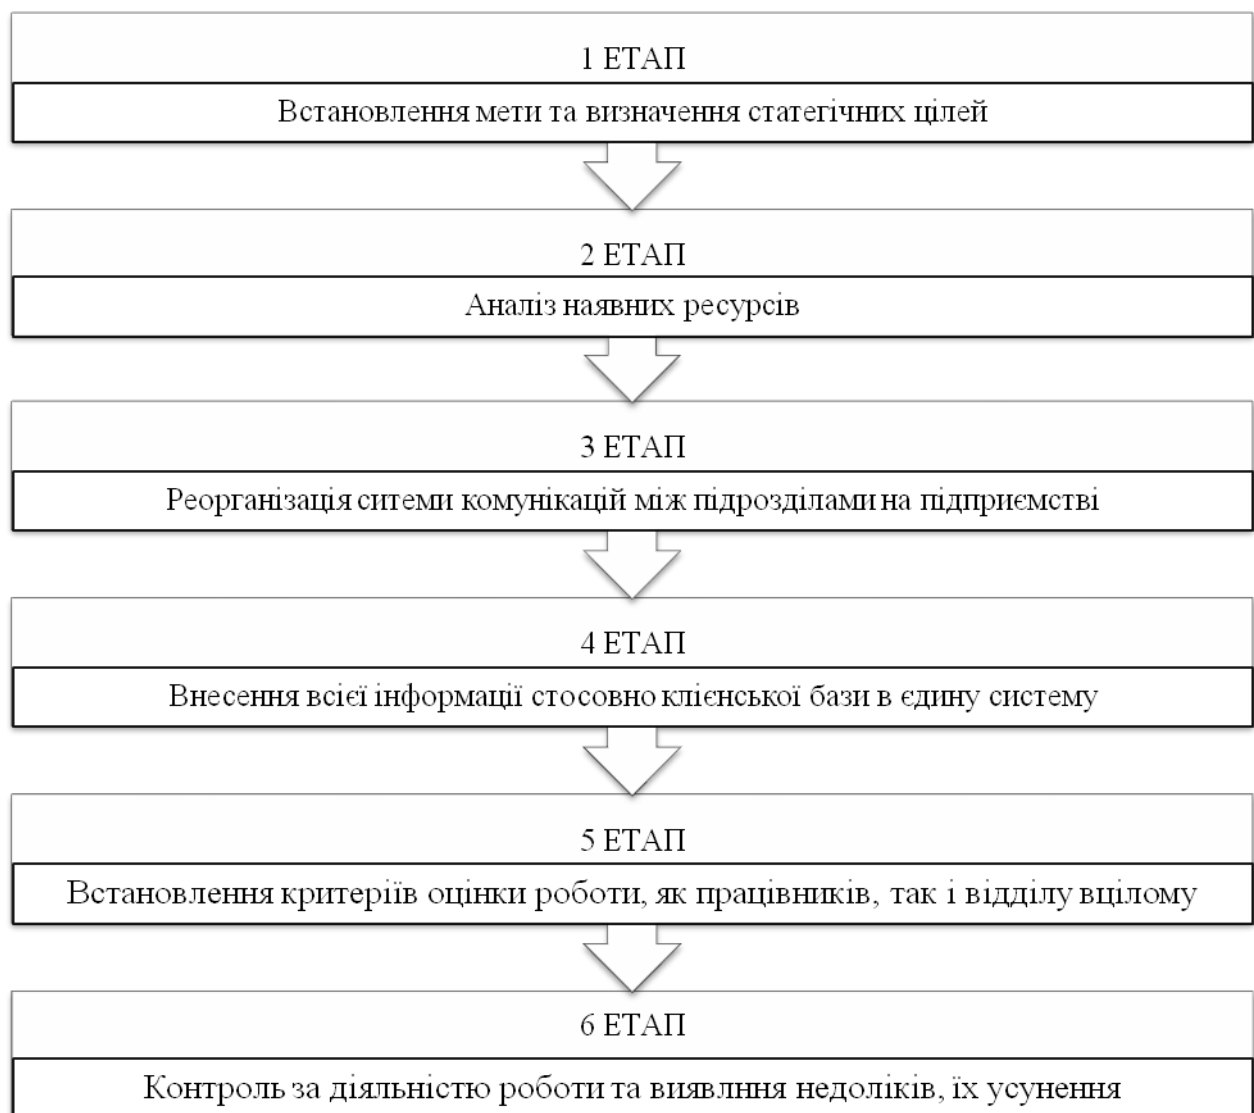 1 ЕТАП
Встановлення мети та визначення статегічних цілей
2 ЕТАП
Аналіз наявних ресурсів
3 ЕТАП
Реорганізація ситеми комунікацій між підрозділами на підприємстві
4 ЕТАП
Внесення всієї інформації стосовно клієнської бази в єдину систему
5 ЕТАП
Встановлення критеріїв оцінки роботи, як працівників, так і відділу вцілому
6 ЕТАП
Контроль за діяльністю роботи та виявлння недоліків, їх усунення